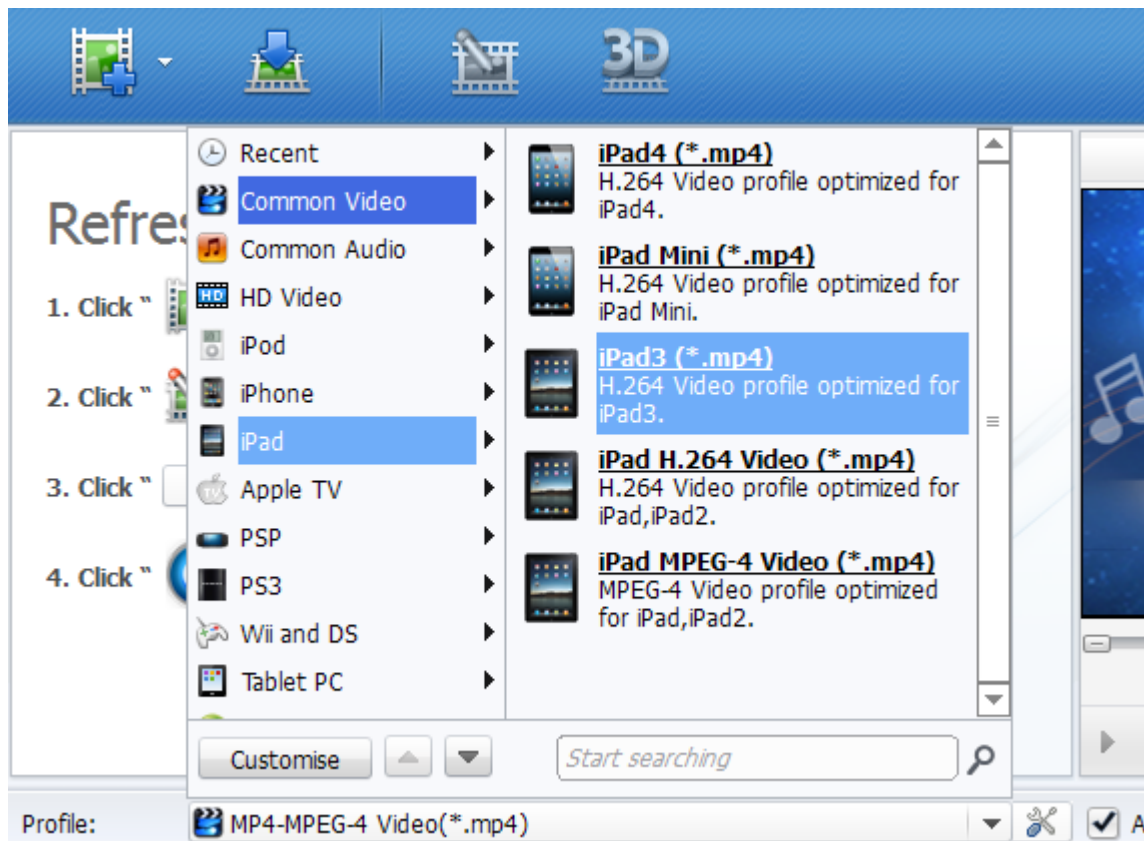 3D
Refres
1. Click “
2. Click “
3. Click “
4. Click “
Recent
Common Video
Common Audio
HD Video
iPod
iPhone
iPad
Apple TV
PSP
PS3
Wii and DS
Tablet PC
iPad4 (*.mp4)
H.264 Video profile optimized for
iPad4.
iPad Mini (*.mp4)
H.264 Video profile optimized for
iPad Mini.
iPad3 (*.mp4)
H.264 Video profile optimized for
iPad3.
iPad H.264 Video (*.mp4)
H.264 Video profile optimized for
iPad,iPad2.
iPad MPEG-4 Video (*.mp4)
MPEG-4 Video profile optimized
for iPad,iPad2.
Customise
Start searching
Profile:
MP4-MPEG-4 Video(*.mp4)
A